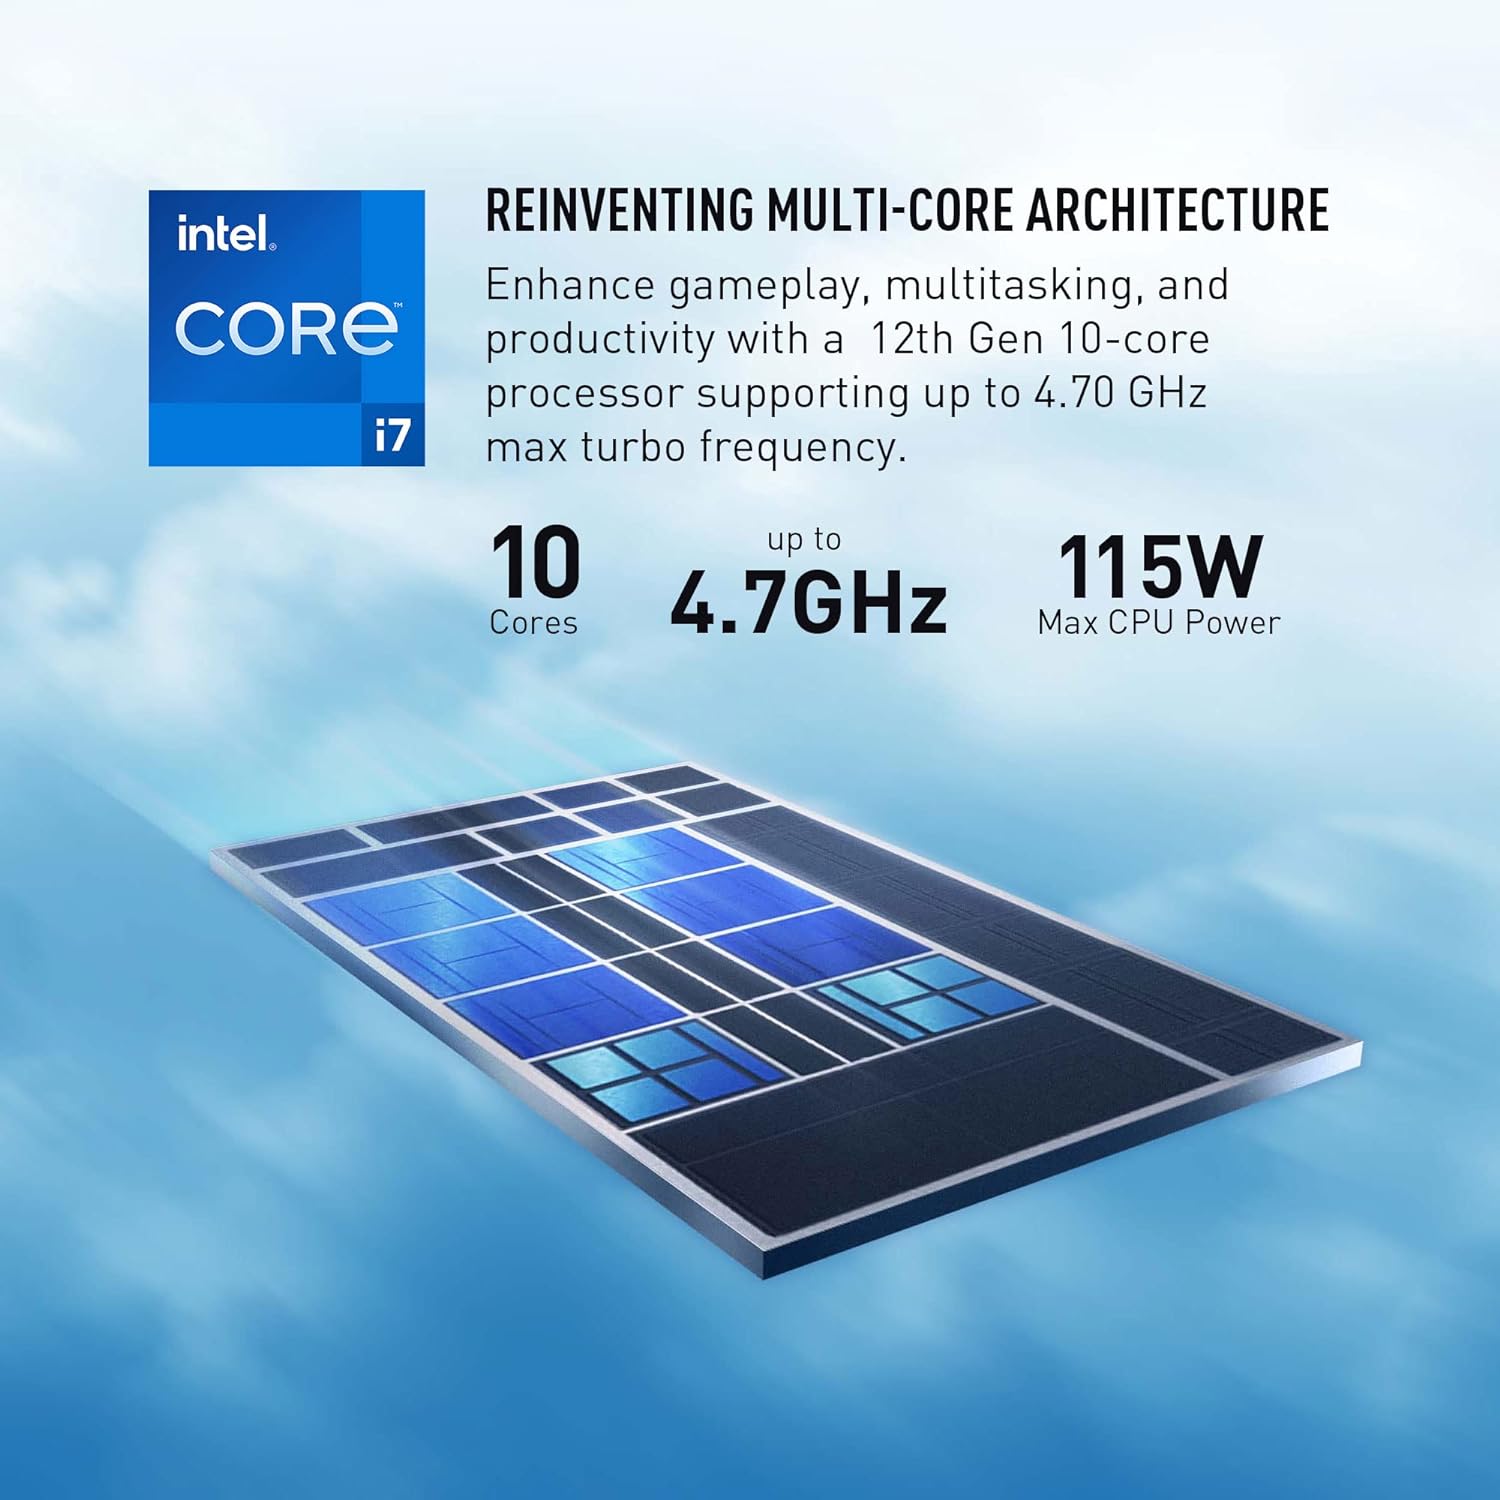 intel®
CORE™
i7
REINVENTING MULTI-CORE ARCHITECTURE
Enhance gameplay, multitasking, and
productivity with a 12th Gen 10-core
processor supporting up to 4.70 GHz
max turbo frequency.
10
Cores
up to
4.7GHz
115W
Max CPU Power